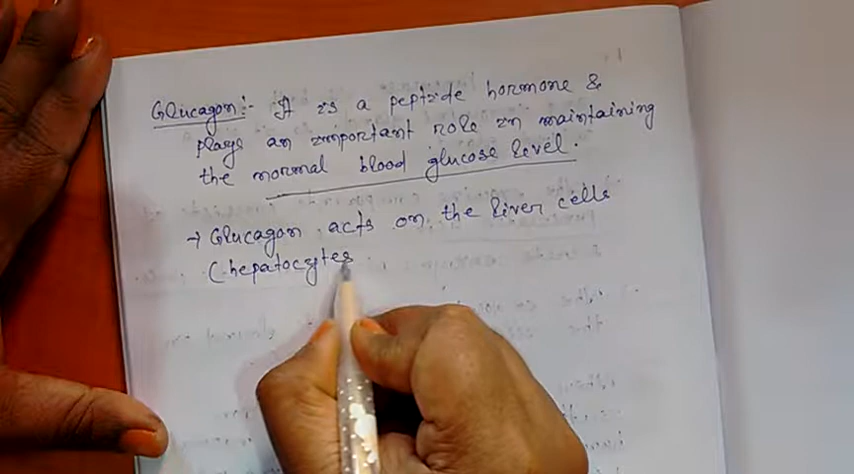 Glucagon:- It is a peptide hormone &
plays an important role in maintaining
the normal blood glucose level.
→ Glucagon acts on the liver cells
(hepatocytes